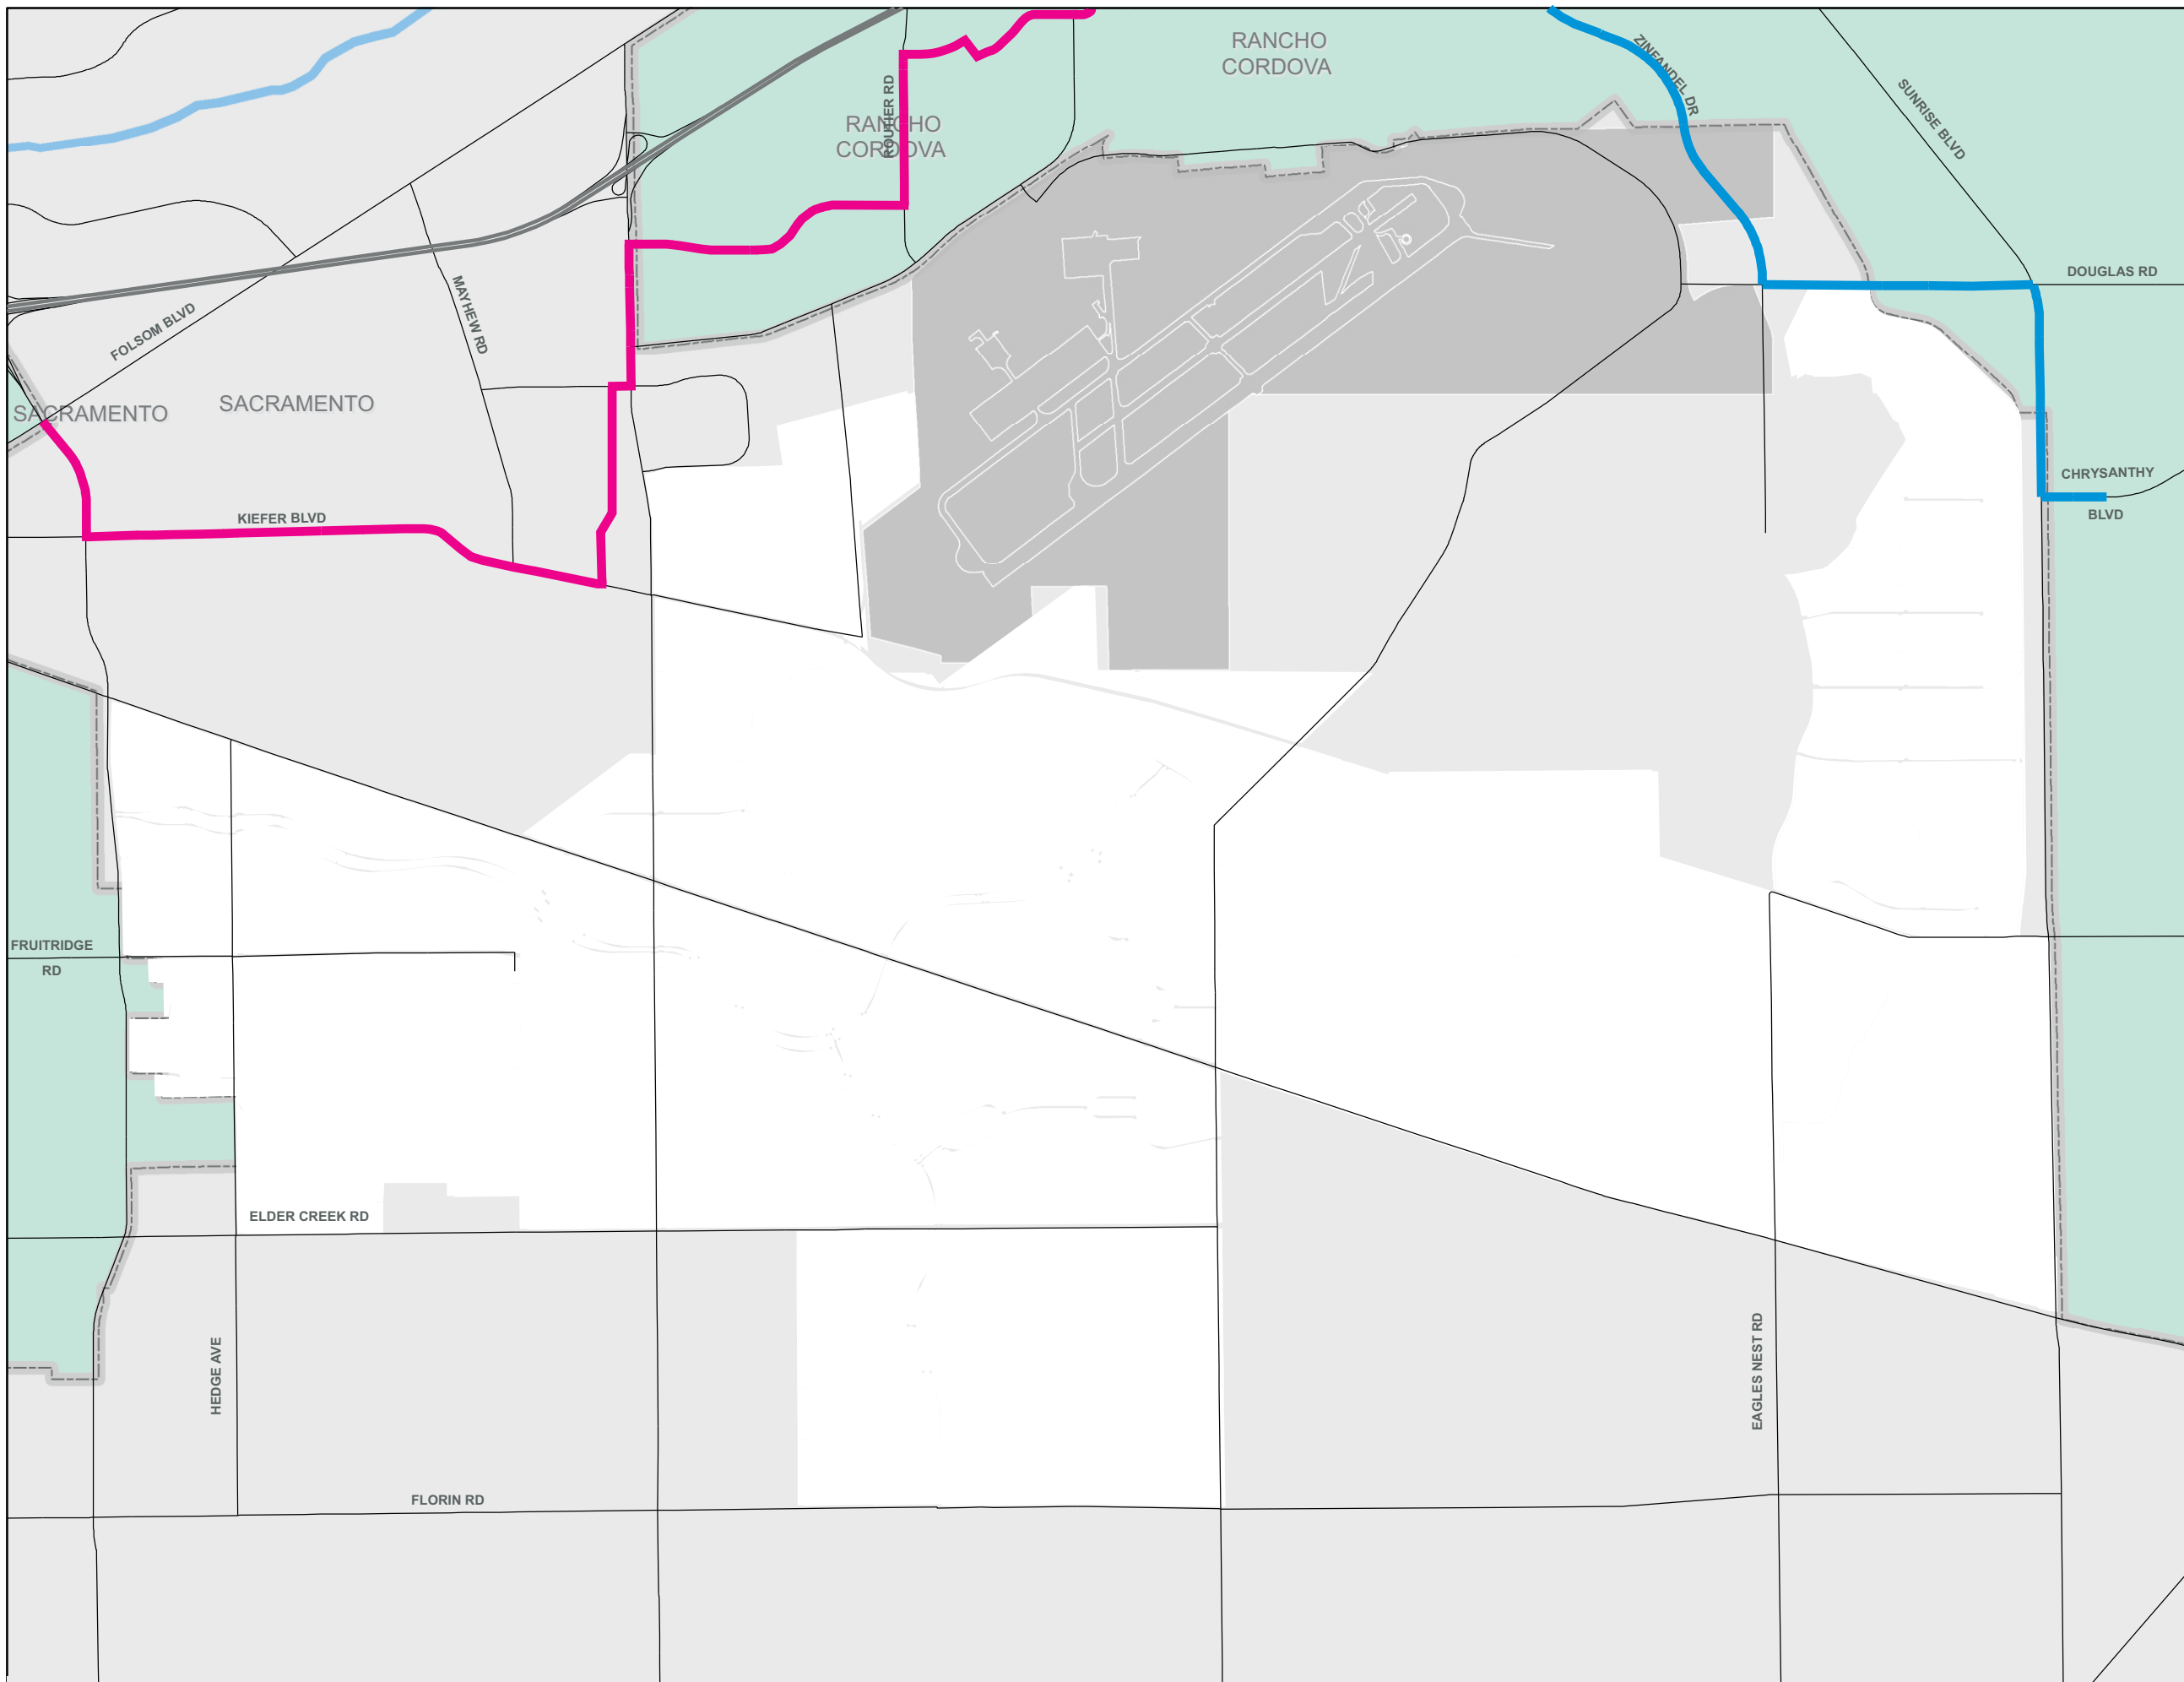 RANCHO
CORDOVA
ZINFANDEL DR
SUNRISE BLVD
ROUTIER RD
RANCHO
CORDOVA
DOUGLAS RD
MAYHEW RD
FOLSOM BLVD
SACRAMENTO
SACRAMENTO
CHRYSANTHY
BLVD
KIEFER BLVD
FRUITRIDGE
RD
ELDER CREEK RD
HEDGE AVE
EAGLES NEST RD
FLORIN RD